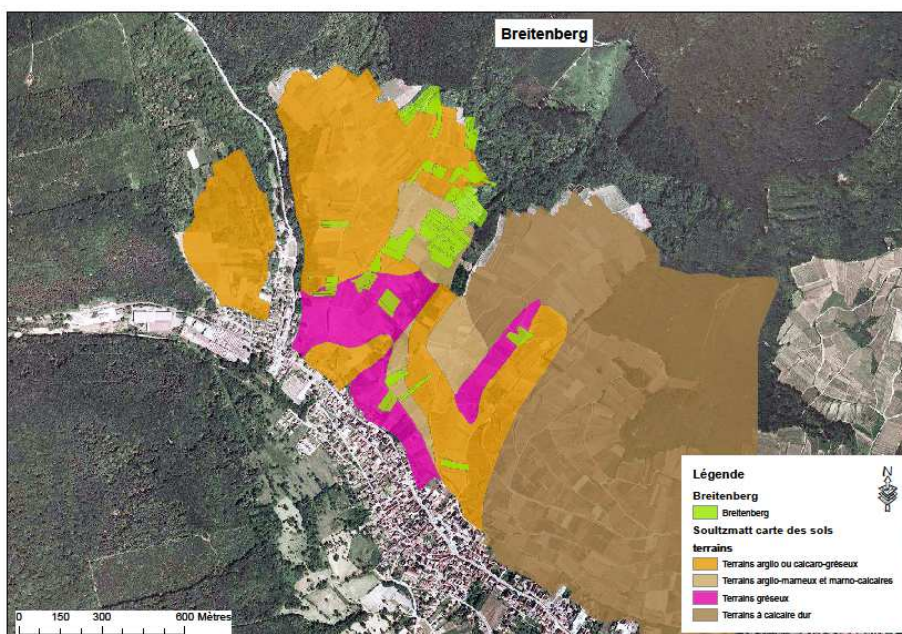 Breitenberg
Légende
N
Breitenberg
Breitenberg
Soultzmatt carte des sols
terrains
Terrains argilo ou calcaro-gréseux
Terrains argilo-marneux et marno-calcaires
Terrains gréseux
Terrains à calcaire dur
0 150 300 600 Mètres